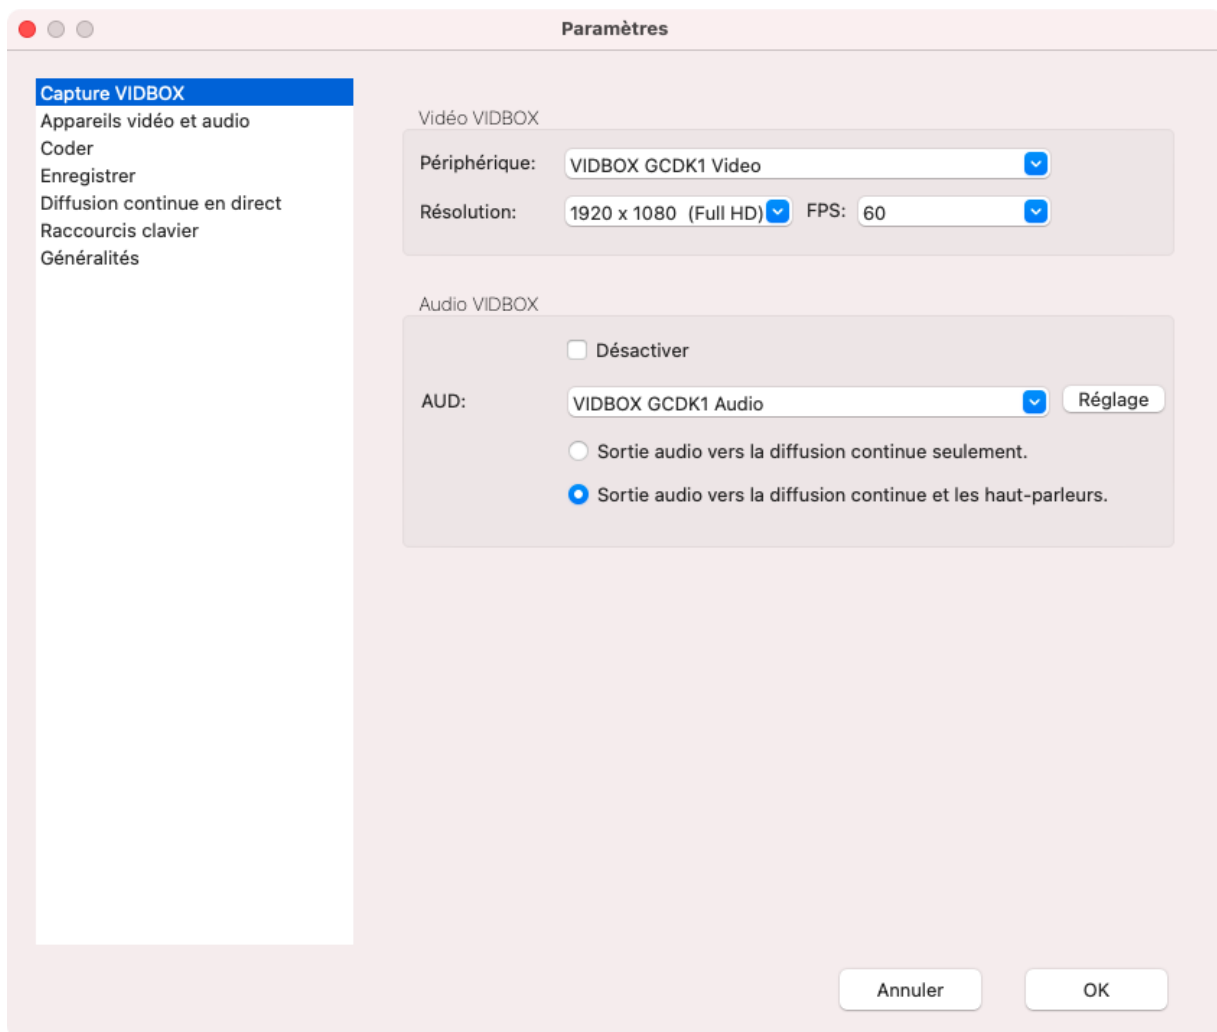 Paramètres
Capture VIDBOX
Appareils vidéo et audio
Coder
Enregistrer
Diffusion continue en direct
Raccourcis clavier
Généralités
Vidéo VIDBOX
Périphérique: VIDBOX GCDK1 Video
Résolution: 1920 x 1080 (Full HD) FPS: 60
Audio VIDBOX
Désactiver
AUD: VIDBOX GCDK1 Audio Réglage
Sortie audio vers la diffusion continue seulement.
Sortie audio vers la diffusion continue et les haut-parleurs.
Annuler OK